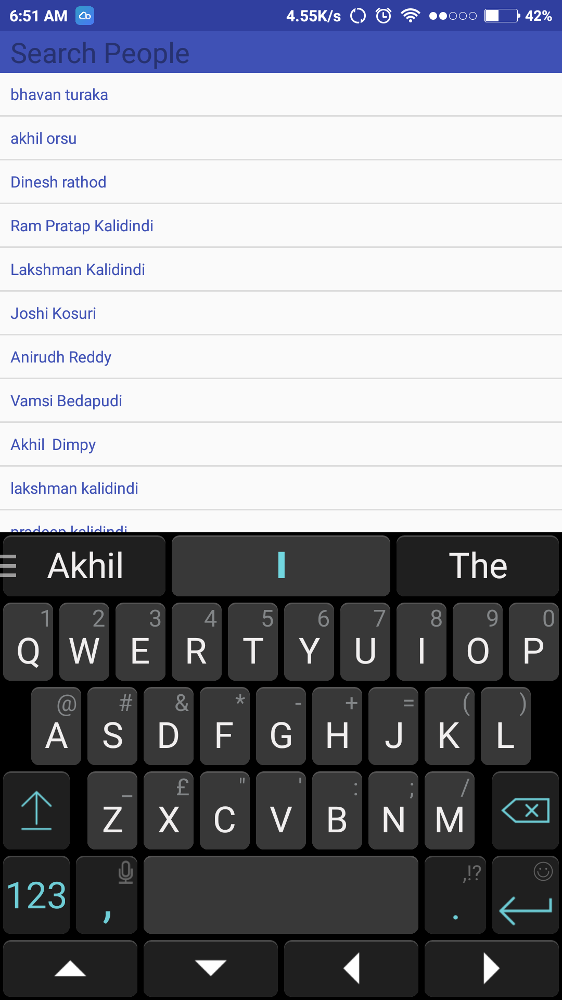 6:51 AM 4.55K/s 42%
Search People
bhavan turaka
akhil orsu
Dinesh rathod
Ram Pratap Kalidindi
Lakshman Kalidindi
Joshi Kosuri
Anirudh Reddy
Vamsi Bedapudi
Akhil  Dimpy
lakshman kalidindi
pradeep kalidindi
Akhil I The
1 2 3 4 5 6 7 8 9 0
Q W E R T Y U I O P
@ # & * - + = ( )
A S D F G H J K L
_ £ " ' : ; /
Z X C V B N M
,!?
123 , .